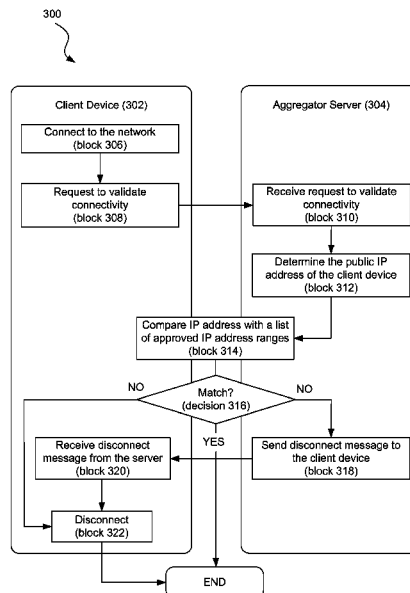 300
Client Device (302)
Aggregator Server (304)
Connect to the network
(block 306)
Request to validate
connectivity
(block 308)
Receive request to validate
connectivity
(block 310)
Determine the public IP
address of the client device
(block 312)
Compare IP address with a list
of approved IP address ranges
(block 314)
NO
Match?
(decision 316)
NO
YES
Receive disconnect
message from the server
(block 320)
Send disconnect message to
the client device
(block 318)
Disconnect
(block 322)
END